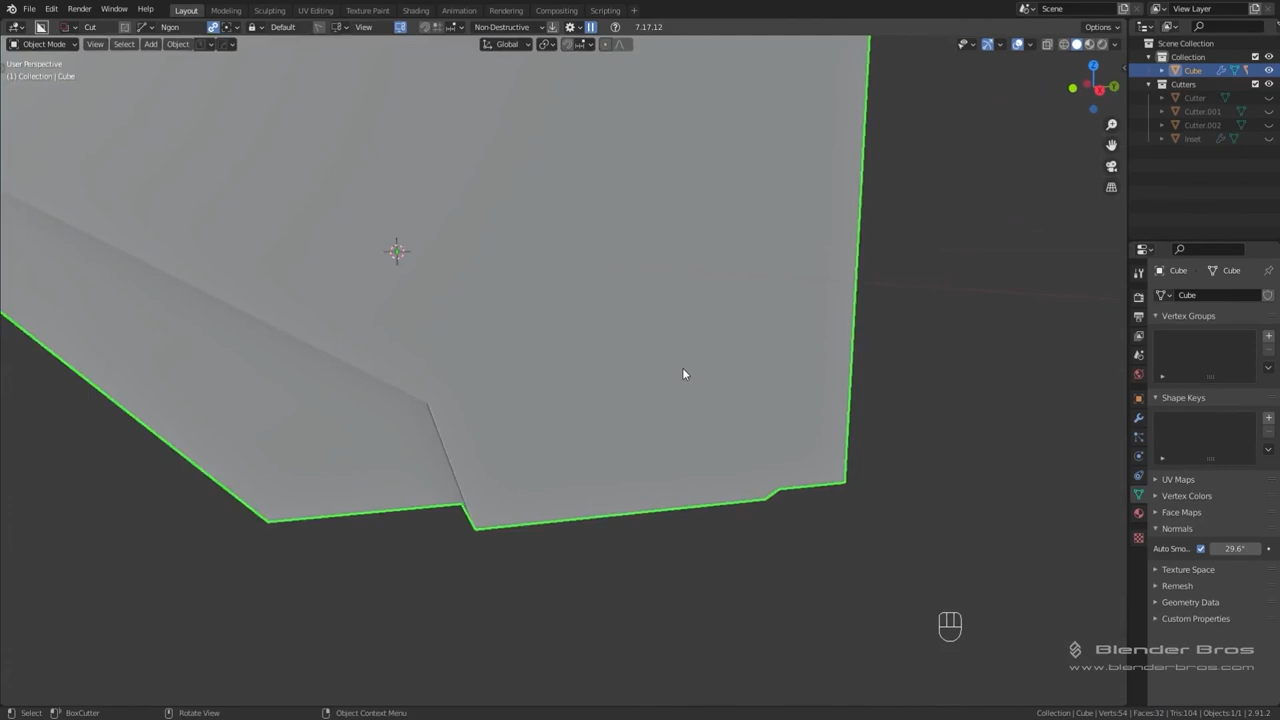 File Edit Render Window Help Layout Modeling Sculpting UV Editing Texture Paint Shading Animation Rendering Compositing Scripting + Scene View Layer
Cut Ngon Default View Non-Destructive 7.17.12 Options
Object Mode View Select Add Object Global
User Perspective
(1) Collection | Cube
Scene Collection
Collection
Cube
Cutters
Cutter
Cutter.001
Cutter.002
Inset
Cube Cube
Cube
Vertex Groups
Shape Keys
UV Maps
Vertex Colors
Face Maps
Normals
Auto Smo... 29.6°
Texture Space
Remesh
Geometry Data
Custom Properties
Blender Bros
www.blenderbros.com
Select BoxCutter Rotate View Object Context Menu Collection | Cube | Verts:54 | Faces:32 | Tris:104 | Objects:1/1 | 2.91.2
X
Y
Z